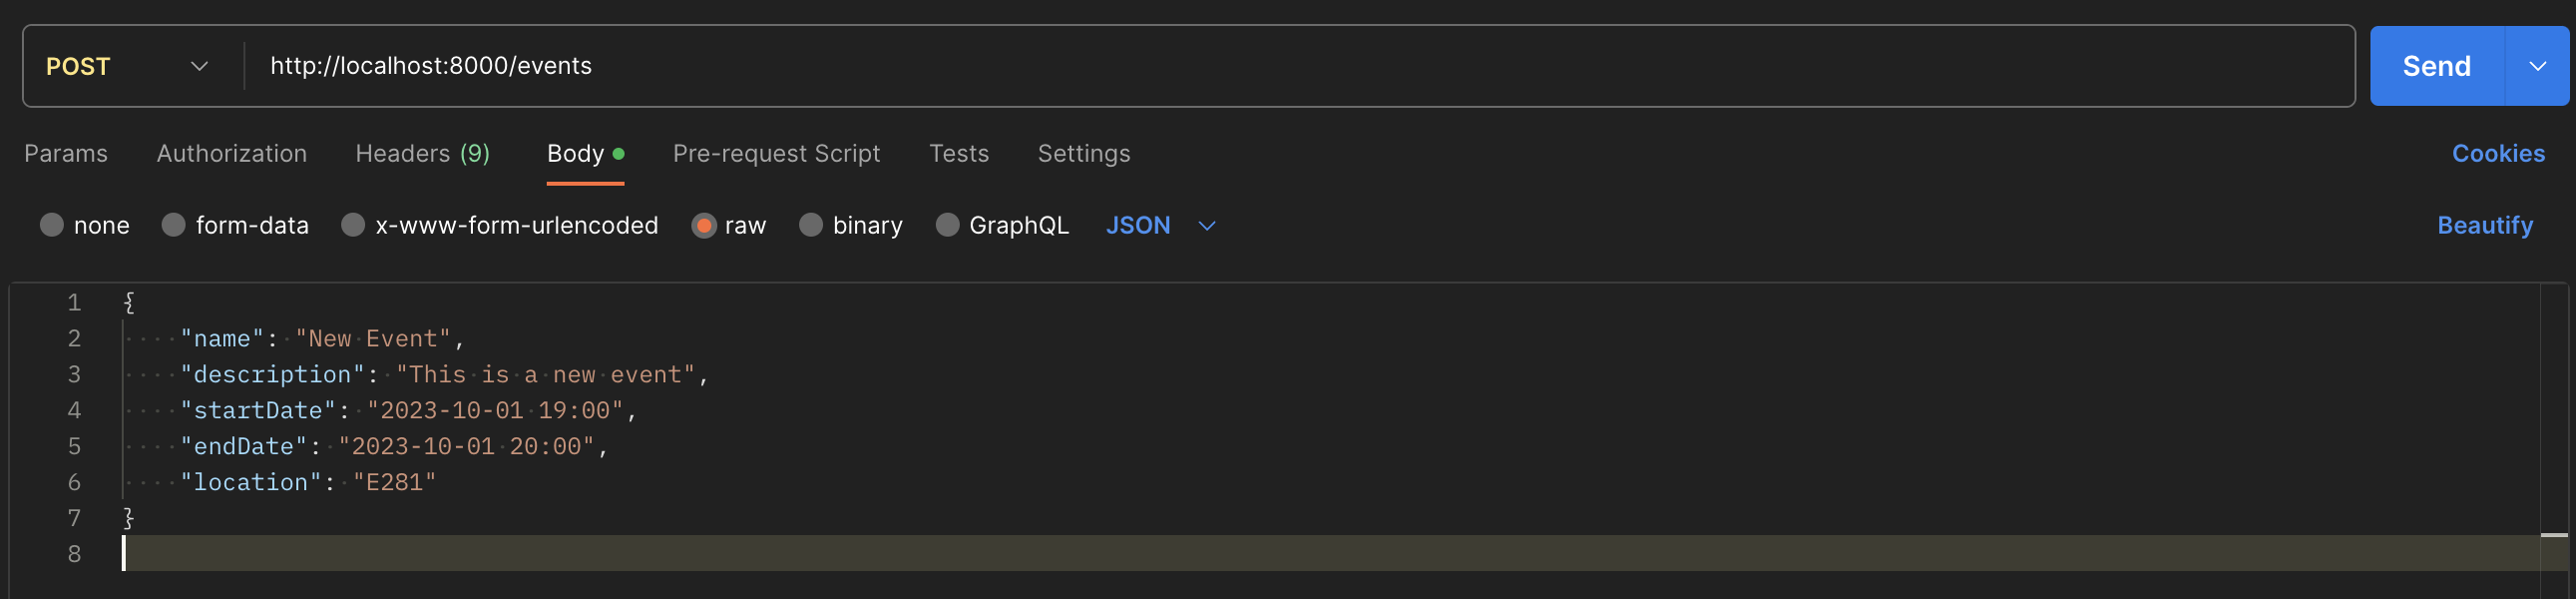 POST http://localhost:8000/events Send
Params Authorization Headers (9) Body Pre-request Script Tests Settings Cookies
none form-data x-www-form-urlencoded raw binary GraphQL JSON Beautify
1 {
2 "name": "New Event",
3 "description": "This is a new event",
4 "startDate": "2023-10-01 19:00",
5 "endDate": "2023-10-01 20:00",
6 "location": "E281"
7 }
8